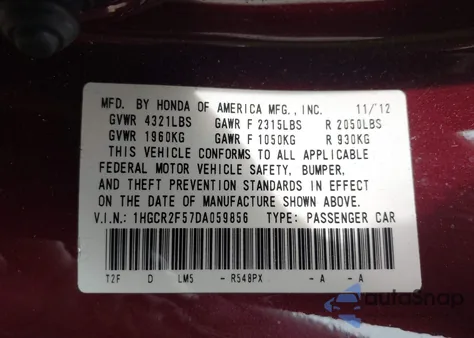 MFD. BY HONDA OF AMERICA MFG., INC. 11/'12
GVWR 4321LBS GAWR F 2315LBS R 2050LBS
GVWR 1960KG GAWR F 1050KG R 930KG
THIS VEHICLE CONFORMS TO ALL APPLICABLE
FEDERAL MOTOR VEHICLE SAFETY, BUMPER,
AND THEFT PREVENTION STANDARDS IN EFFECT
ON THE DATE OF MANUFACTURE SHOWN ABOVE.
V.I.N.: 1HGCR2F57DA059856 TYPE: PASSENGER CAR
T2F D LM5 - R548PX - A - A
autoSnap